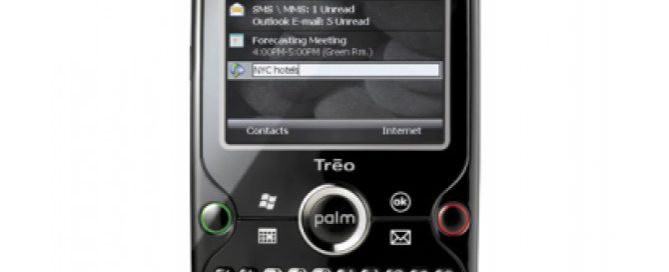 SMS \ MMS: 1 Unread
Outlook E-mail: 5 Unread
Forecasting Meeting
4:00PM-5:00PM (Green Rm.)
NYC hotels
Contacts Internet
Trēo
palm
ok